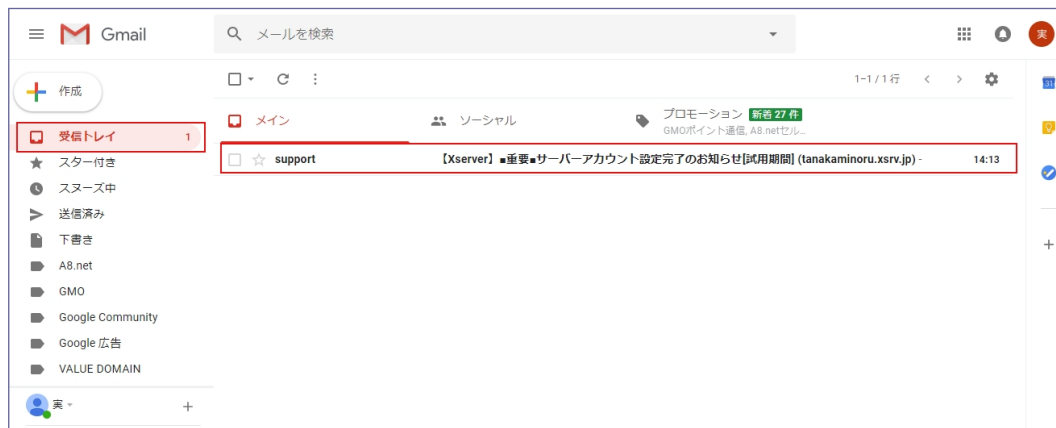 Gmail
メールを検索
実
作成
1-1 / 1 行
31
受信トレイ 1
メイン
ソーシャル
プロモーション 新着 27 件
GMOポイント通信, A8.netセル...
スター付き
support 【Xserver】■重要■サーバーアカウント設定完了のお知らせ[試用期間] (tanakaminoru.xsrv.jp) - 14:13
スヌーズ中
送信済み
下書き
A8.net
GMO
Google Community
Google 広告
VALUE DOMAIN
実